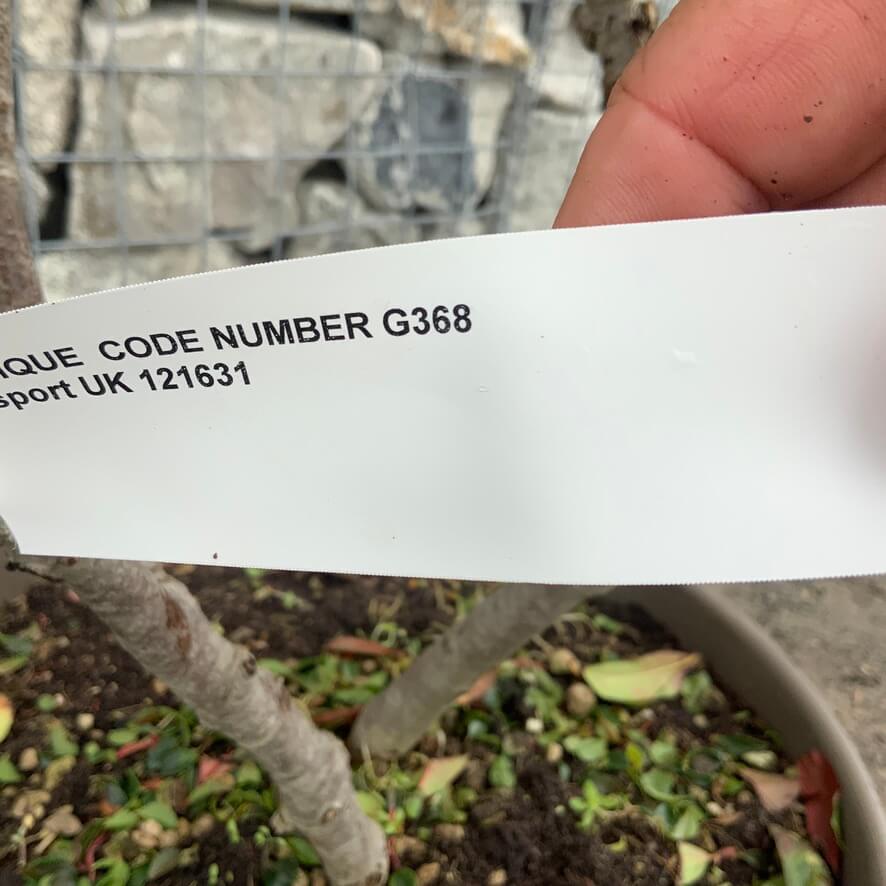 IQUE CODE NUMBER G368
sport UK 121631